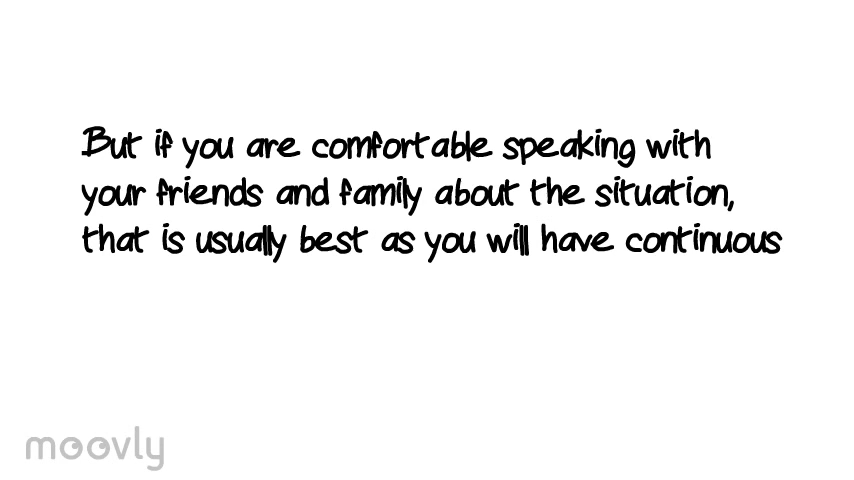 But if you are comfortable speaking with
your friends and family about the situation,
that is usually best as you will have continuous
moovly